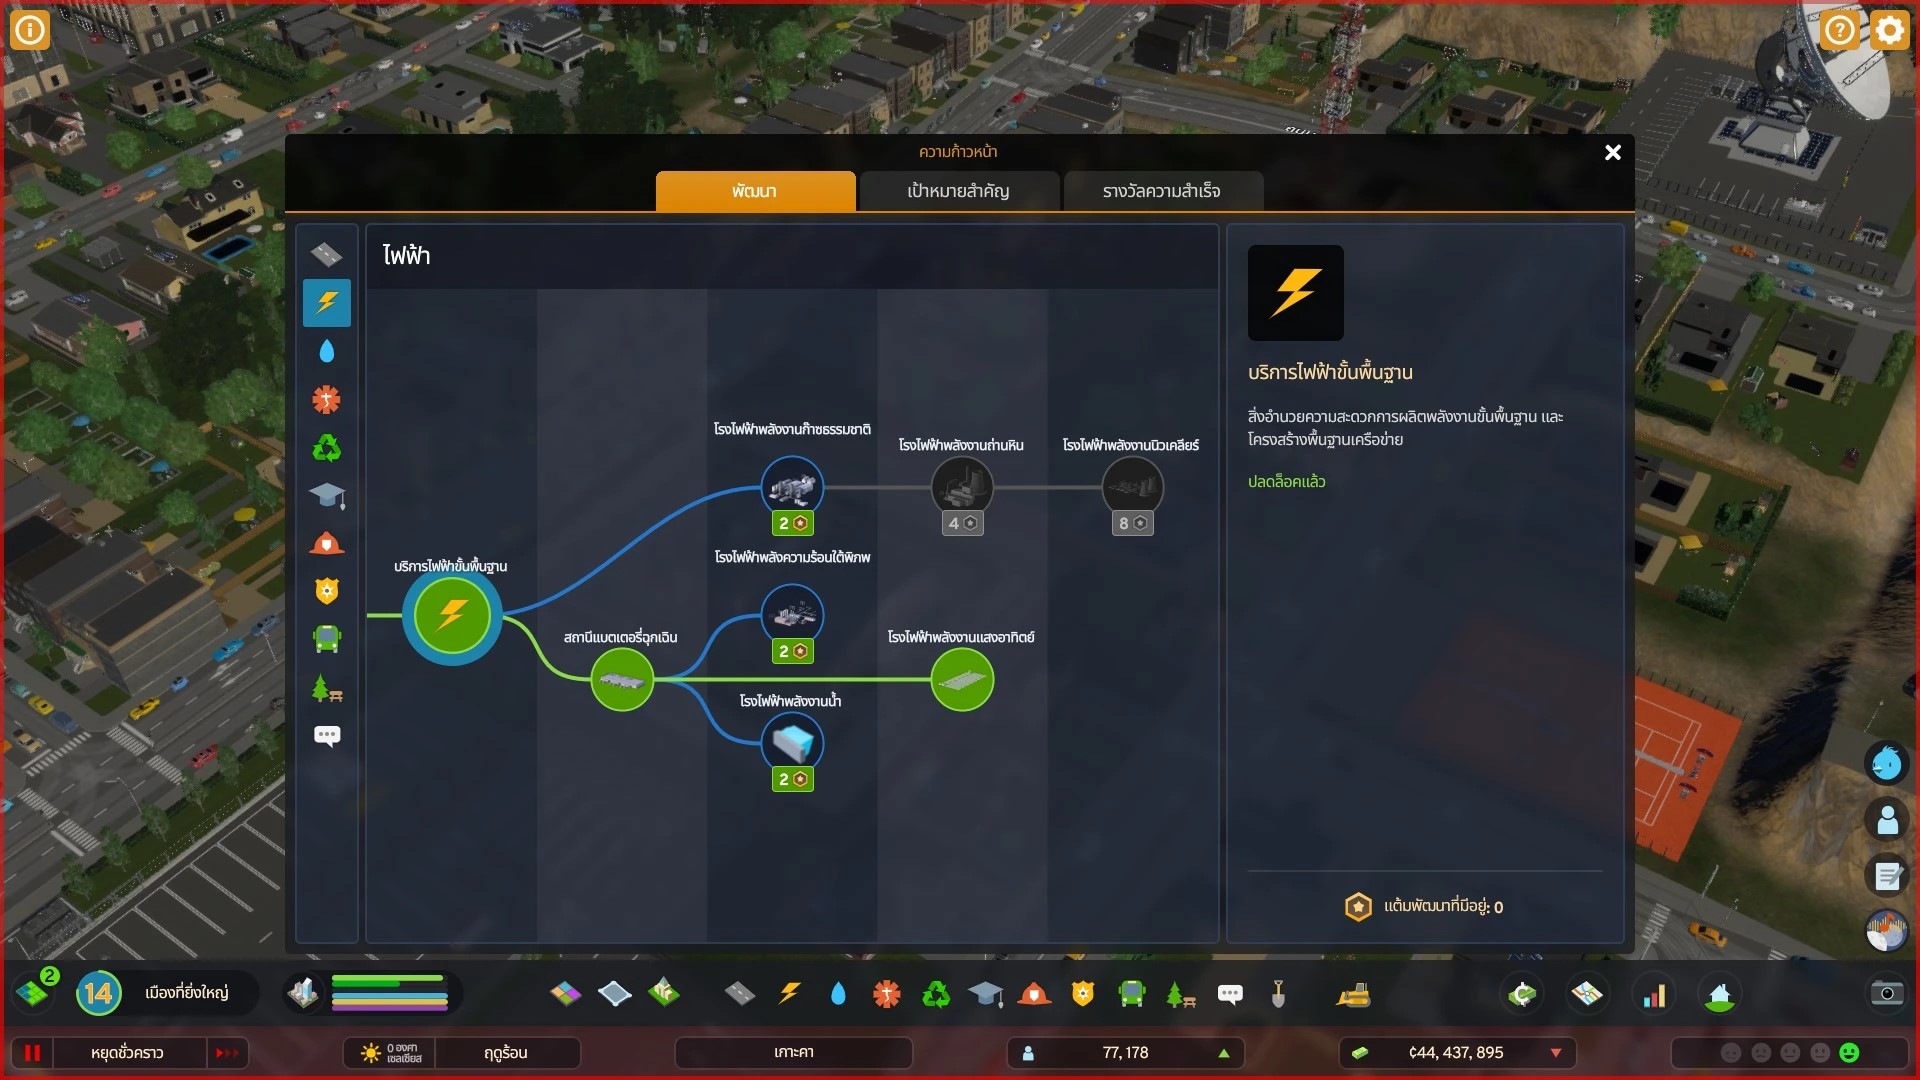 ความก้าวหน้า
พัฒนา
เป้าหมายสำคัญ
รางวัลความสำเร็จ
ไฟฟ้า
บริการไฟฟ้าขั้นพื้นฐาน
สิ่งอำนวยความสะดวกการผลิตพลังงานขั้นพื้นฐาน และ
โครงสร้างพื้นฐานเครือข่าย
ปลดล็อคแล้ว
โรงไฟฟ้าพลังงานก๊าซธรรมชาติ
2
โรงไฟฟ้าพลังงานถ่านหิน
4
โรงไฟฟ้าพลังงานนิวเคลียร์
8
โรงไฟฟ้าพลังความร้อนใต้พิภพ
2
บริการไฟฟ้าขั้นพื้นฐาน
สถานีแบตเตอรี่ฉุกเฉิน
โรงไฟฟ้าพลังงานแสงอาทิตย์
โรงไฟฟ้าพลังงานน้ำ
2
แต้มพัฒนาที่มีอยู่: 0
2
14
เมืองที่ยิ่งใหญ่
หยุดชั่วคราว
0 องศา
เซลเซียส
ฤดูร้อน
เกาะคา
77,178
¢44,437,895